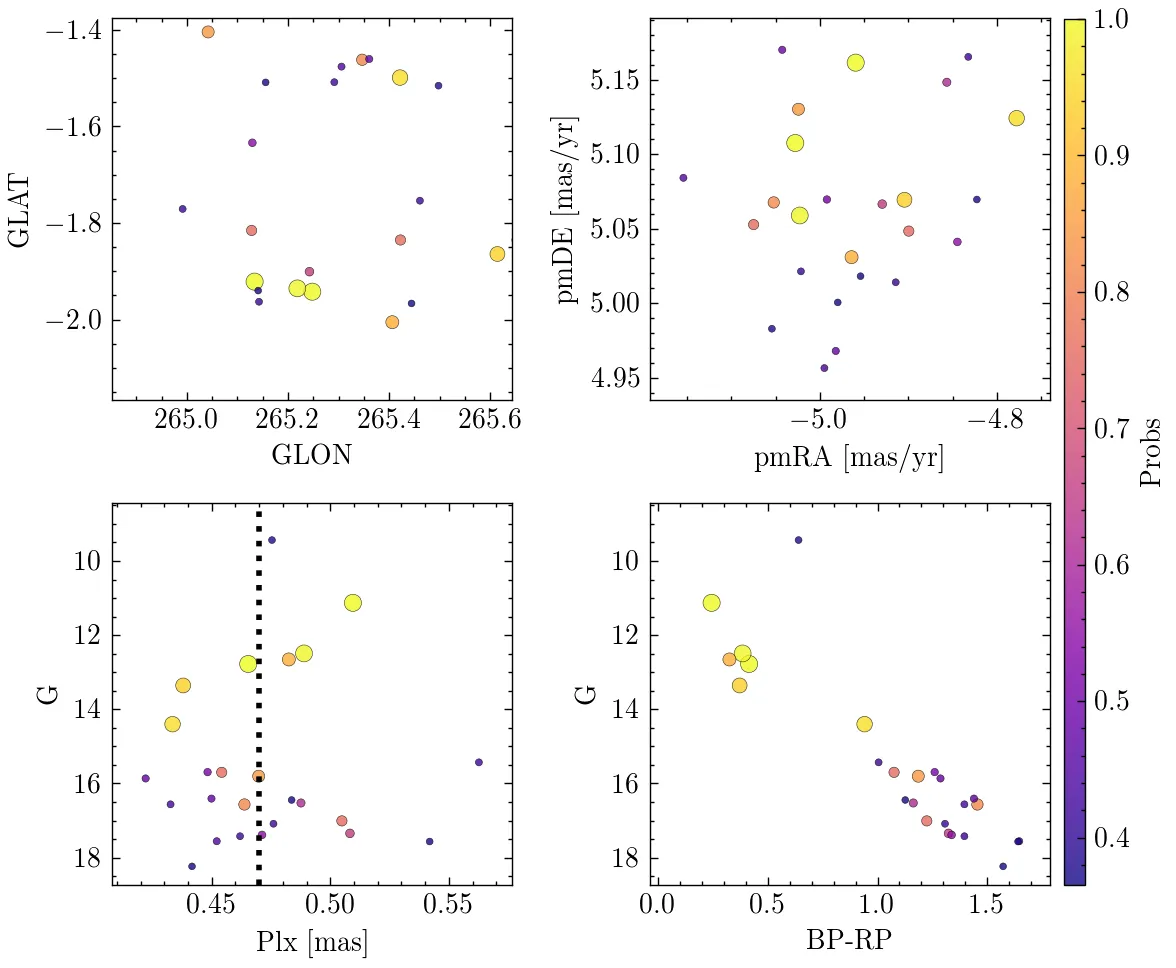 −1.4
−1.6
−1.8
−2.0
GLAT
265.0 265.2 265.4 265.6
GLON
5.15
5.10
5.05
5.00
4.95
pmDE [mas/yr]
−5.0 −4.8
pmRA [mas/yr]
1.0
0.9
0.8
0.7
0.6
0.5
0.4
Probs
10
12
14
16
18
G
0.45 0.50 0.55
Plx [mas]
10
12
14
16
18
G
0.0 0.5 1.0 1.5
BP-RP